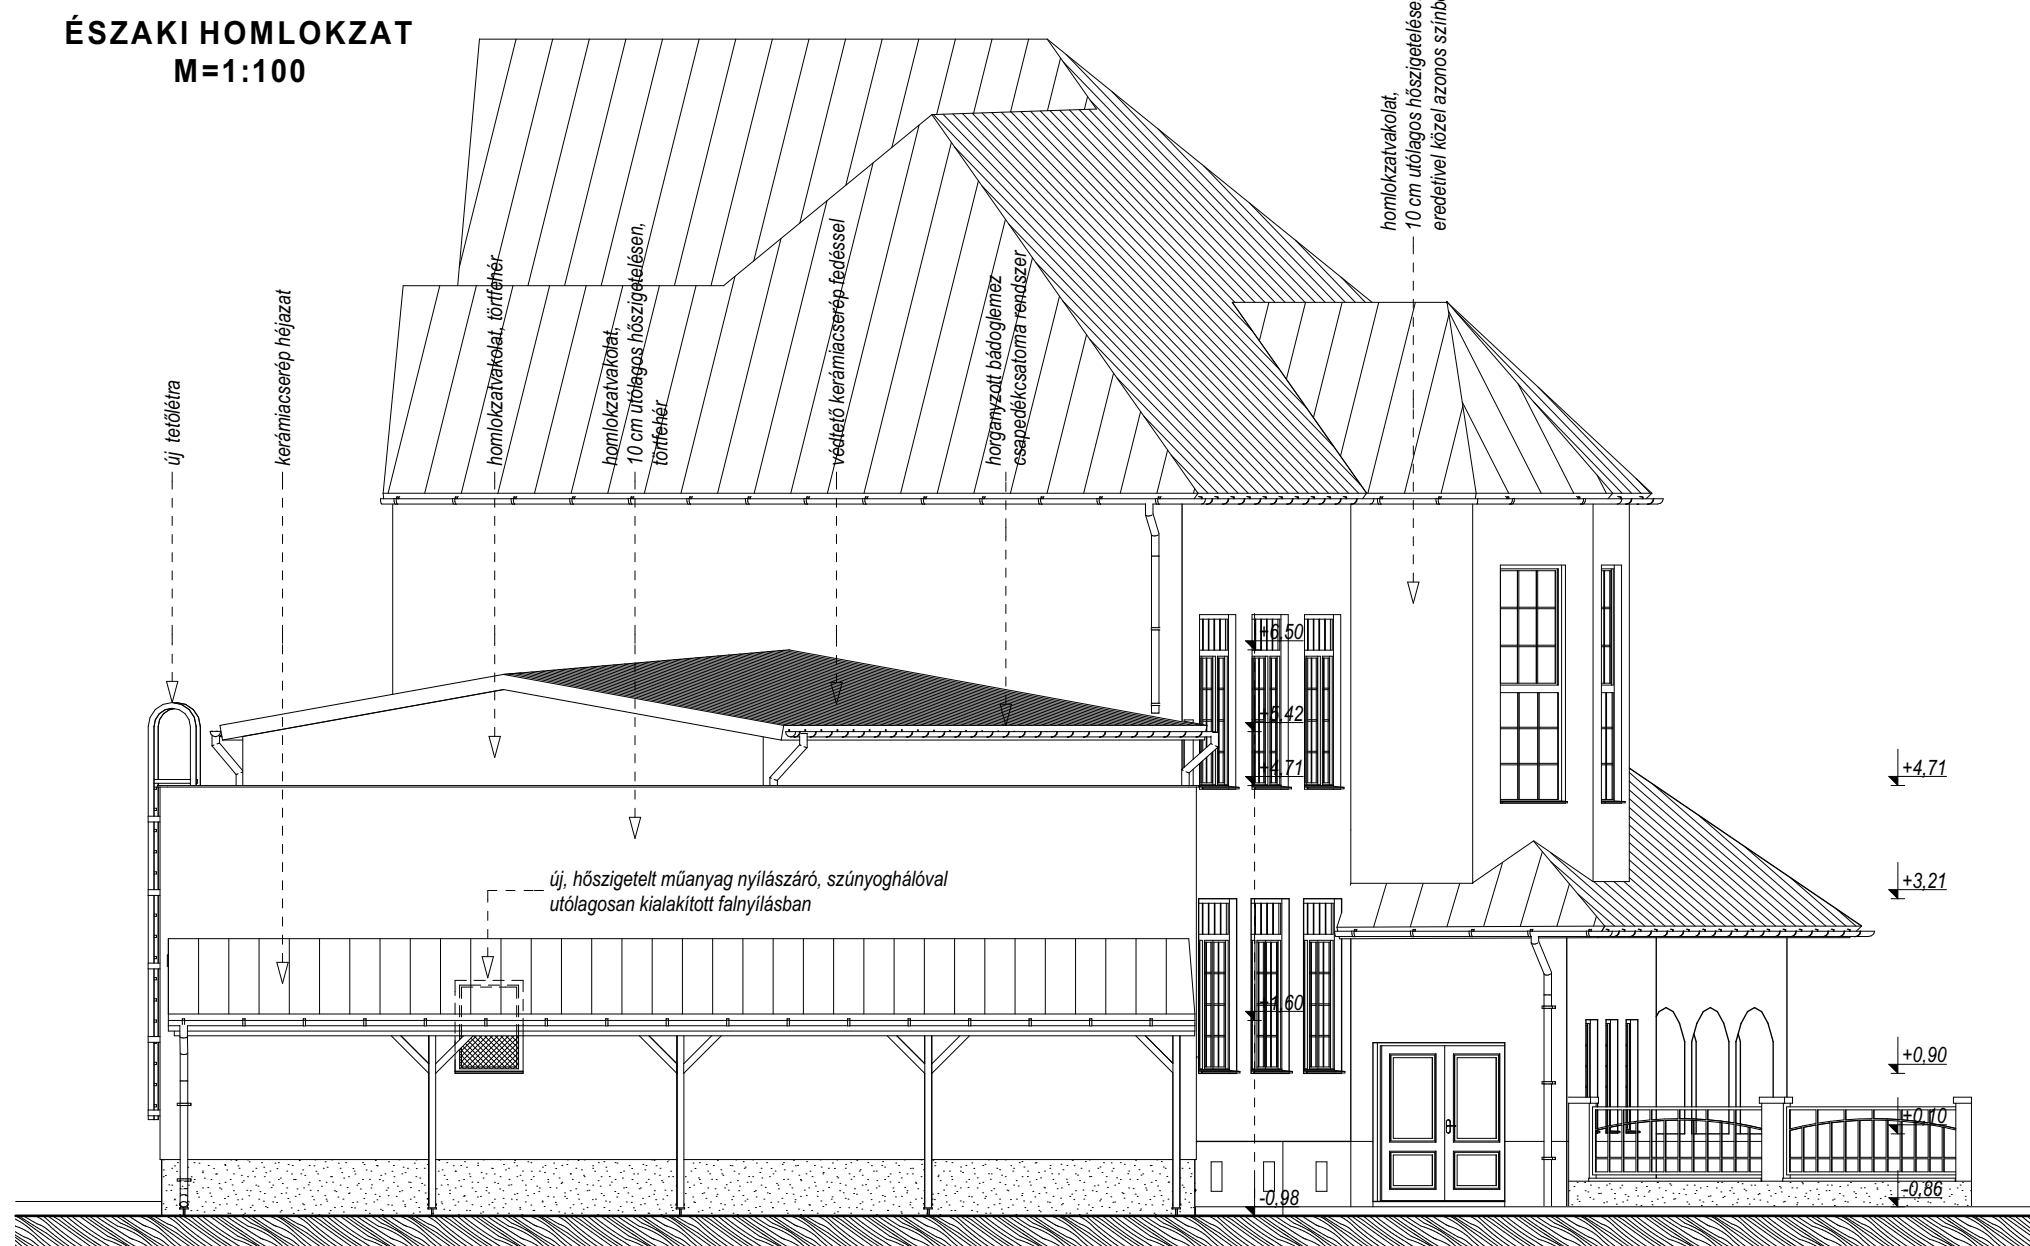 ÉSZAKI HOMLOKZAT
M=1:100
új tetőlétra
kerámiacserép héjazat
homlokzatvakolat, törtfehér
homlokzatvakolat,
10 cm utólagos hőszigetelésen,
törtfehér
védtető kerámiacserép fedéssel
horganyzott bádoglemez
csapedékcsatorna rendszer
homlokzatvakolat,
10 cm utólagos hőszigetelése
eredetivel közel azonos színb
új, hőszigetelt műanyag nyílászáró, szúnyoghálóval
utólagosan kialakított falnyílásban
+6,50
+5,42
+4,71
+1,60
-0,98
+4,71
+3,21
+0,90
+0,10
-0,86